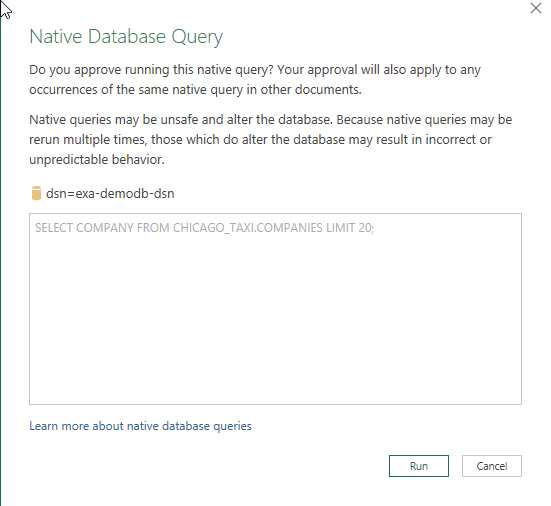 Native Database Query
Do you approve running this native query? Your approval will also apply to any
occurrences of the same native query in other documents.
Native queries may be unsafe and alter the database. Because native queries may be
rerun multiple times, those which do alter the database may result in incorrect or
unpredictable behavior.
dsn=exa-demodb-dsn
SELECT COMPANY FROM CHICAGO_TAXI.COMPANIES LIMIT 20;
Learn more about native database queries
Run
Cancel